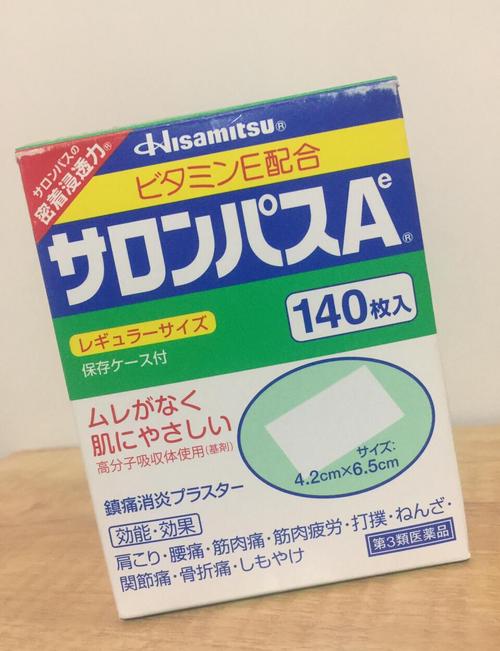 サロンパスの
密着浸透力®
Hisamitsu®
ビタミンE配合
サロンパスAe®
レギュラーサイズ
保存ケース付
140枚入
ムレがなく
肌にやさしい
高分子吸収体使用(基剤)
サイズ:
4.2cm×6.5cm
鎮痛消炎プラスター
効能・効果
肩こり・腰痛・筋肉痛・筋肉疲労・打撲・ねんざ・
関節痛・骨折痛・しもやけ
第3類医薬品